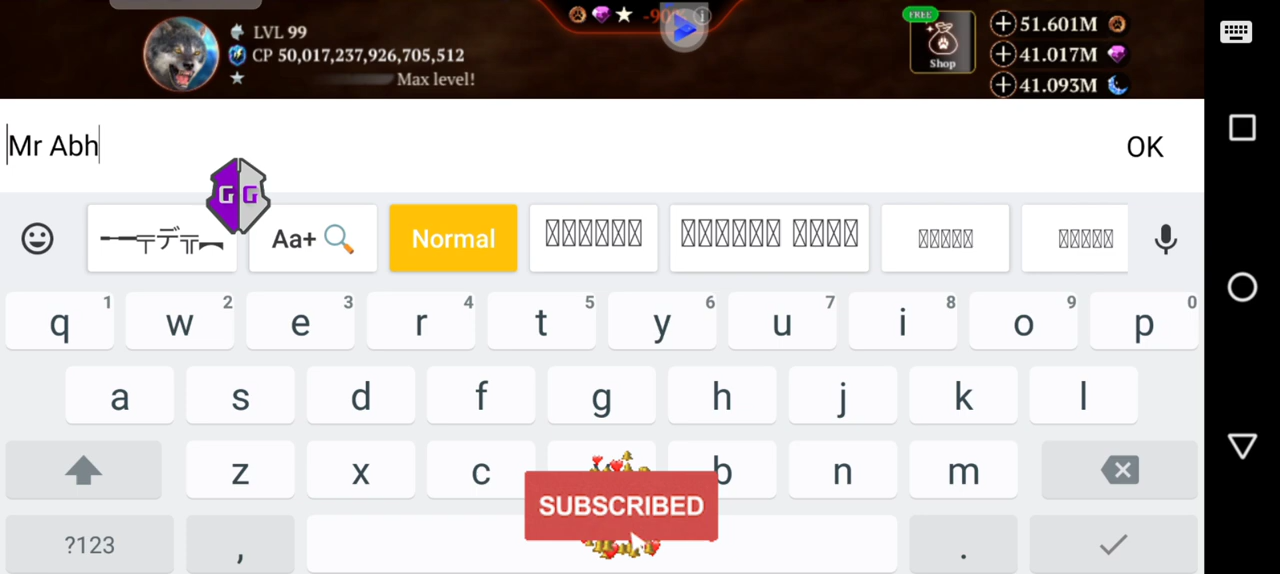 LVL 99
CP 50,017,237,926,705,512
Max level!
-90
i
FREE
Shop
51.601M
41.017M
41.093M
Mr Abh
OK
G G
Aa+
Normal
1 2 3 4 5 6 7 8 9 0
q w e r t y u i o p
a s d f g h j k l
z x c b n m
SUBSCRIBED
?123 , .